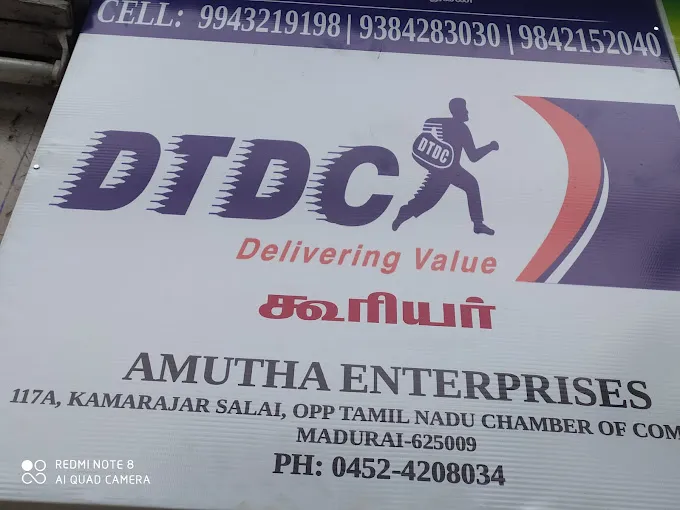 CELL: 9943219198 | 9384283030 | 9842152040
DTDC
DTDC
Delivering Value
கூரியர்
AMUTHA ENTERPRISES
117A, KAMARAJAR SALAI, OPP TAMIL NADU CHAMBER OF COM
MADURAI-625009
PH: 0452-4208034
REDMI NOTE 8
AI QUAD CAMERA